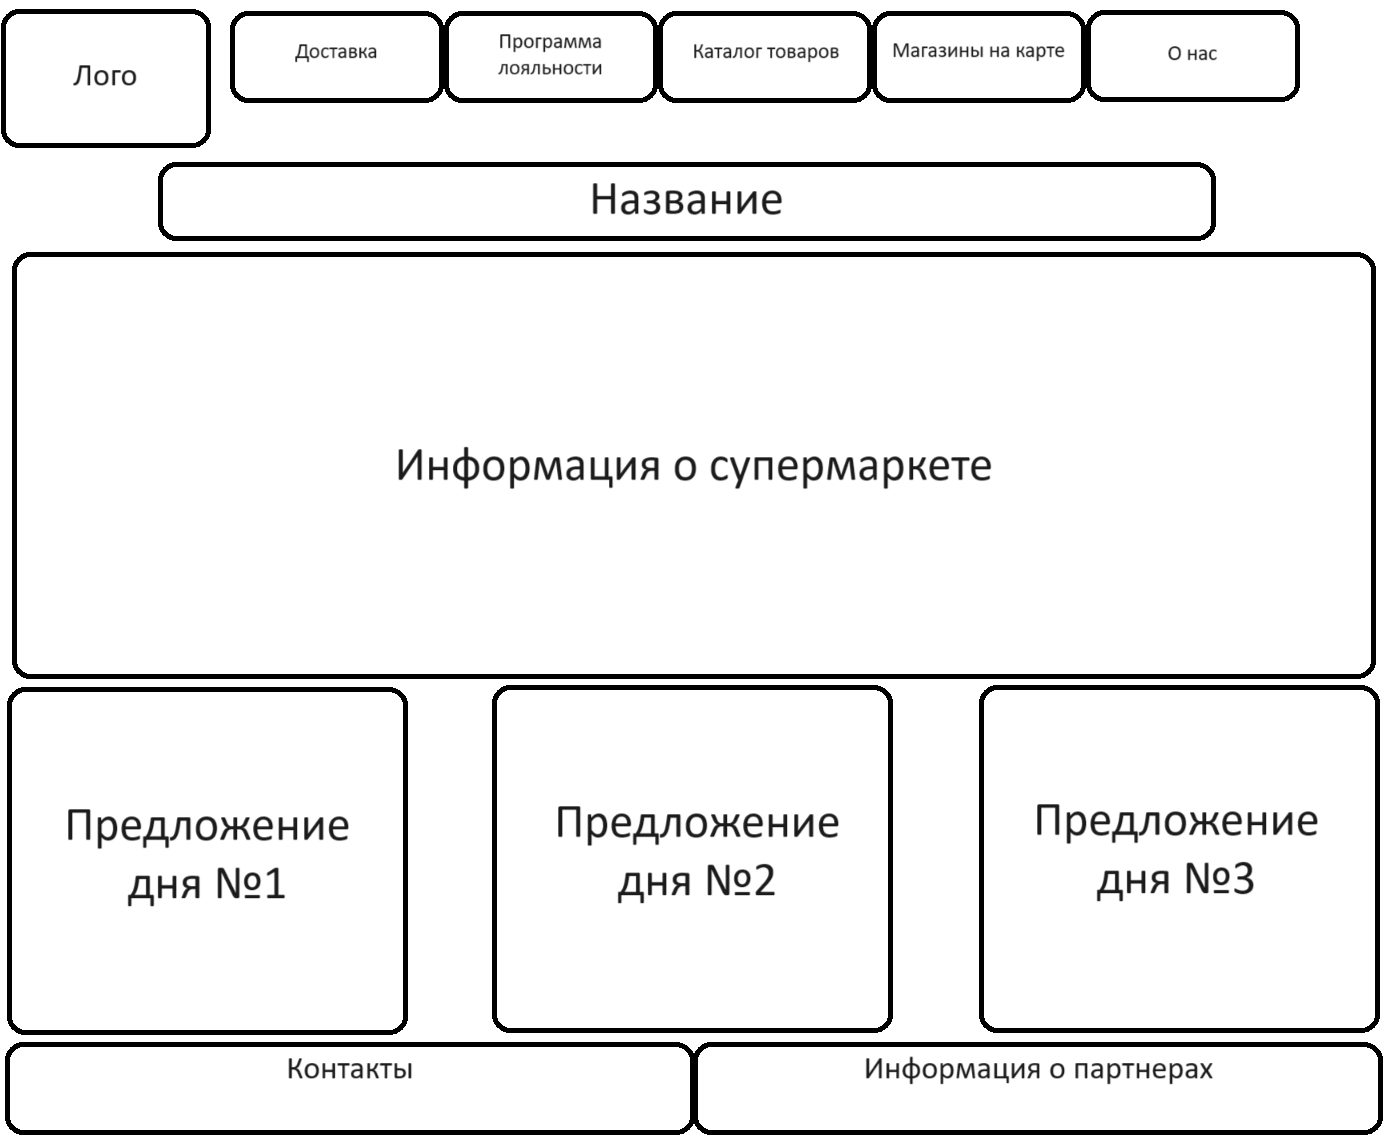 Лого
Доставка
Программа
лояльности
Каталог товаров
Магазины на карте
О нас
Название
Информация о супермаркете
Предложение
дня №1
Предложение
дня №2
Предложение
дня №3
Контакты
Информация о партнерах